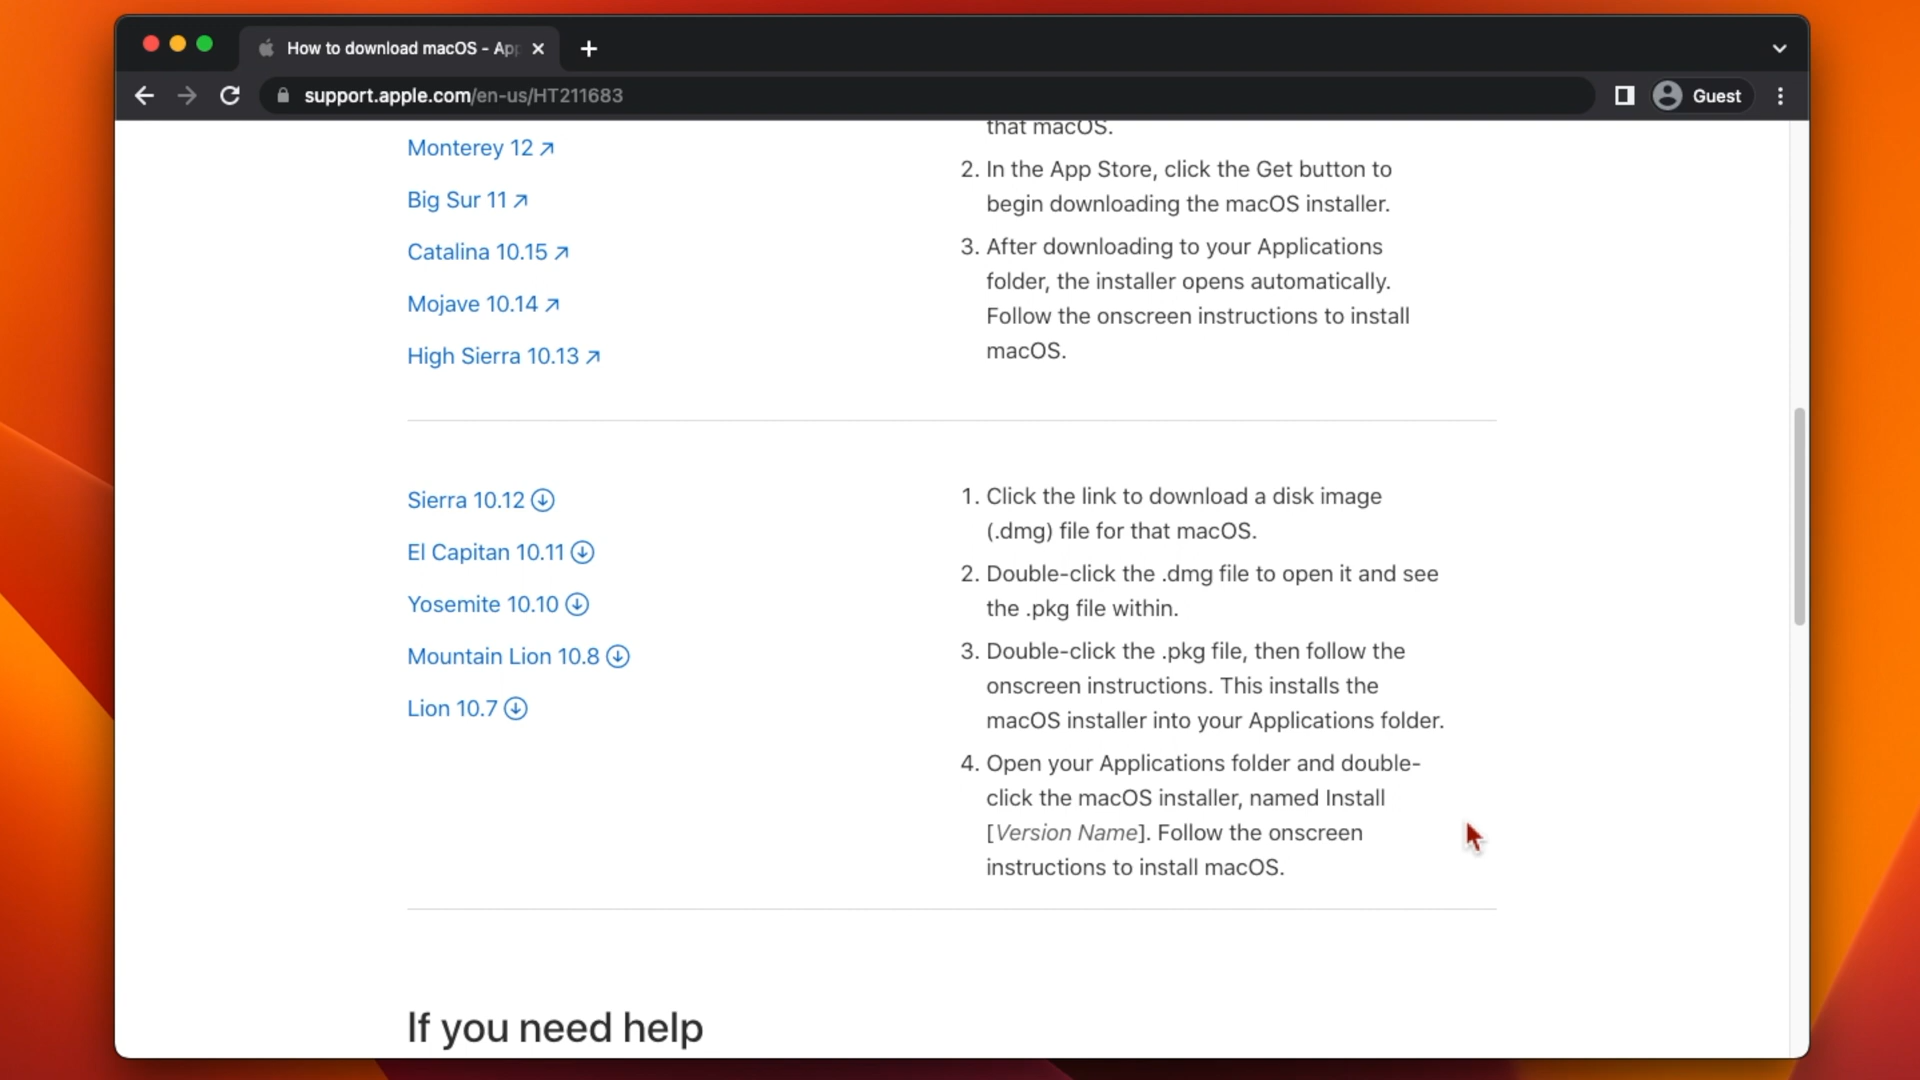 How to download macOS - App
support.apple.com/en-us/HT211683
Guest
Monterey 12 ↗
Big Sur 11 ↗
Catalina 10.15 ↗
Mojave 10.14 ↗
High Sierra 10.13 ↗
that macOS.
2. In the App Store, click the Get button to
begin downloading the macOS installer.
3. After downloading to your Applications
folder, the installer opens automatically.
Follow the onscreen instructions to install
macOS.
Sierra 10.12
El Capitan 10.11
Yosemite 10.10
Mountain Lion 10.8
Lion 10.7
1. Click the link to download a disk image
(.dmg) file for that macOS.
2. Double-click the .dmg file to open it and see
the .pkg file within.
3. Double-click the .pkg file, then follow the
onscreen instructions. This installs the
macOS installer into your Applications folder.
4. Open your Applications folder and double-
click the macOS installer, named Install
[Version Name]. Follow the onscreen
instructions to install macOS.
If you need help